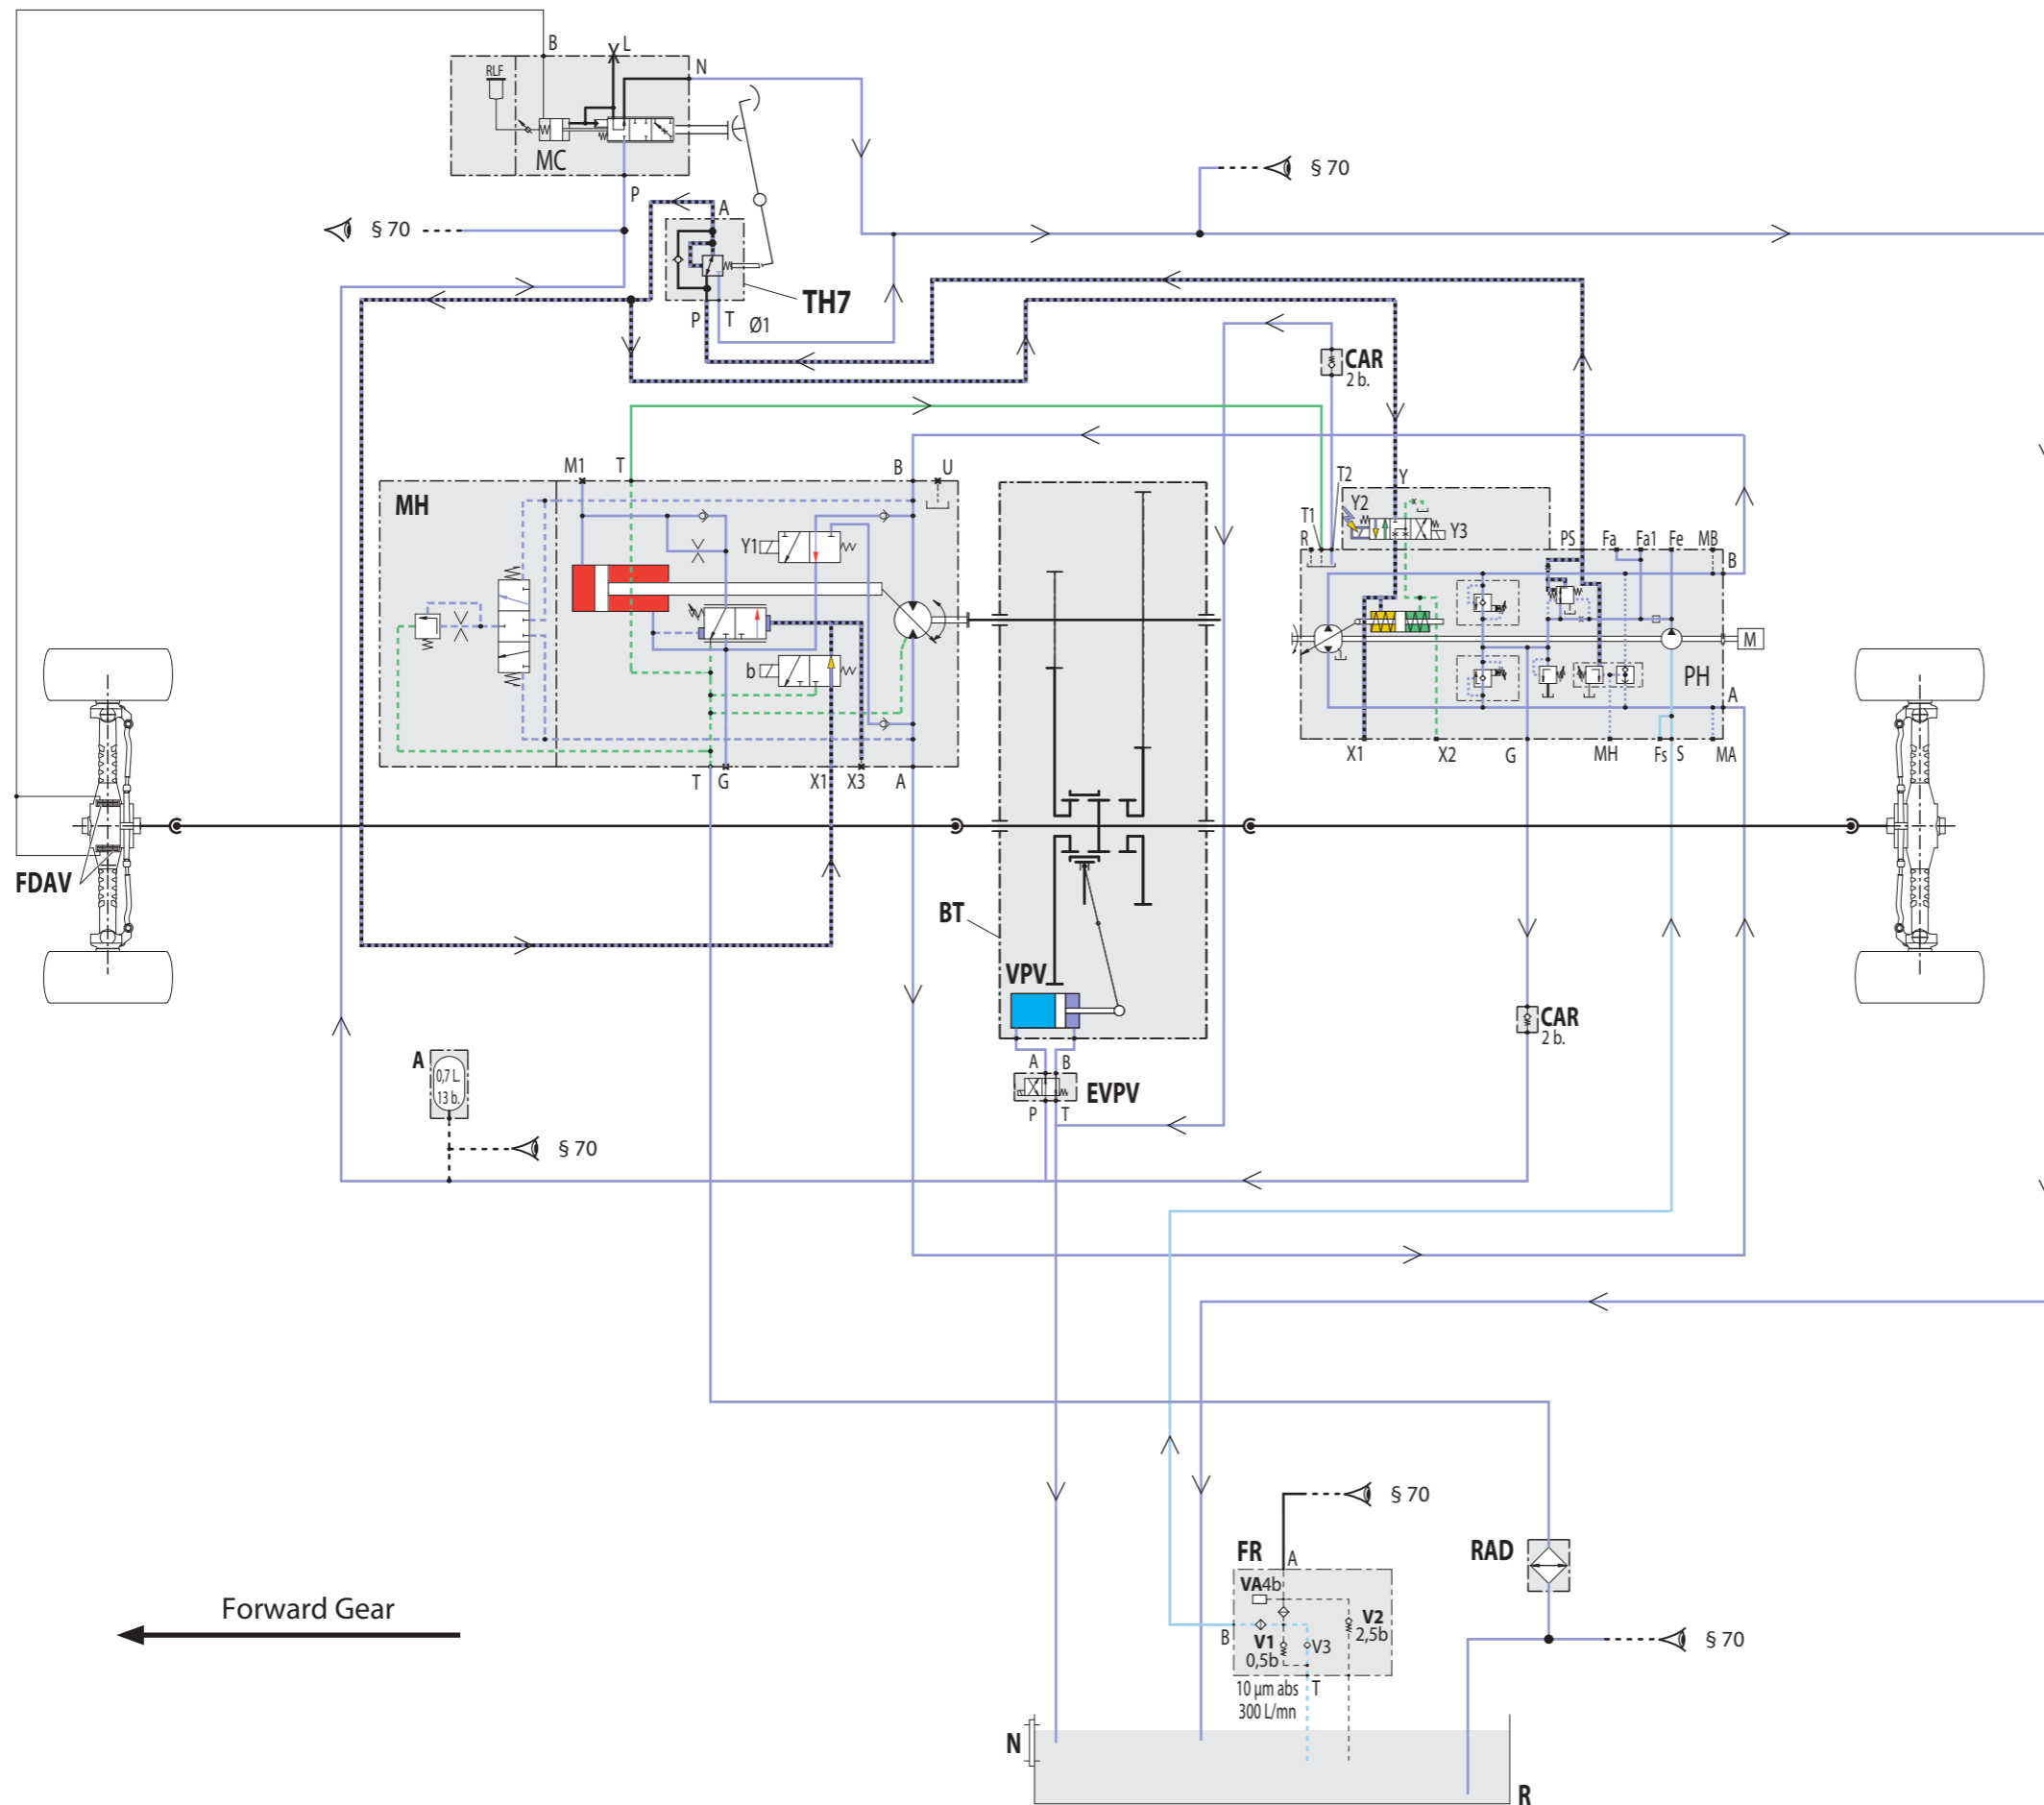 B
L
N
RLF
MC
P
§ 70
§ 70
A
TH7
P
T
Ø1
CAR
2 b.
M1
T
B
U
MH
Y1
b
T
G
X1
X3
A
T2
Y
T1
Y2
Y3
R
PS
Fa
Fa1
Fe
MB
B
M
PH
A
X1
X2
G
MH
Fs
S
MA
FDAV
BT
VPV
CAR
2 b.
A
0,7 L.
13 b.
§ 70
A
B
EVPV
P
T
§ 70
FR
A
RAD
VA4b
V2
2,5b
B
V1
0,5b
V3
§ 70
10 µm abs
T
300 L/mn
Forward Gear
N
R